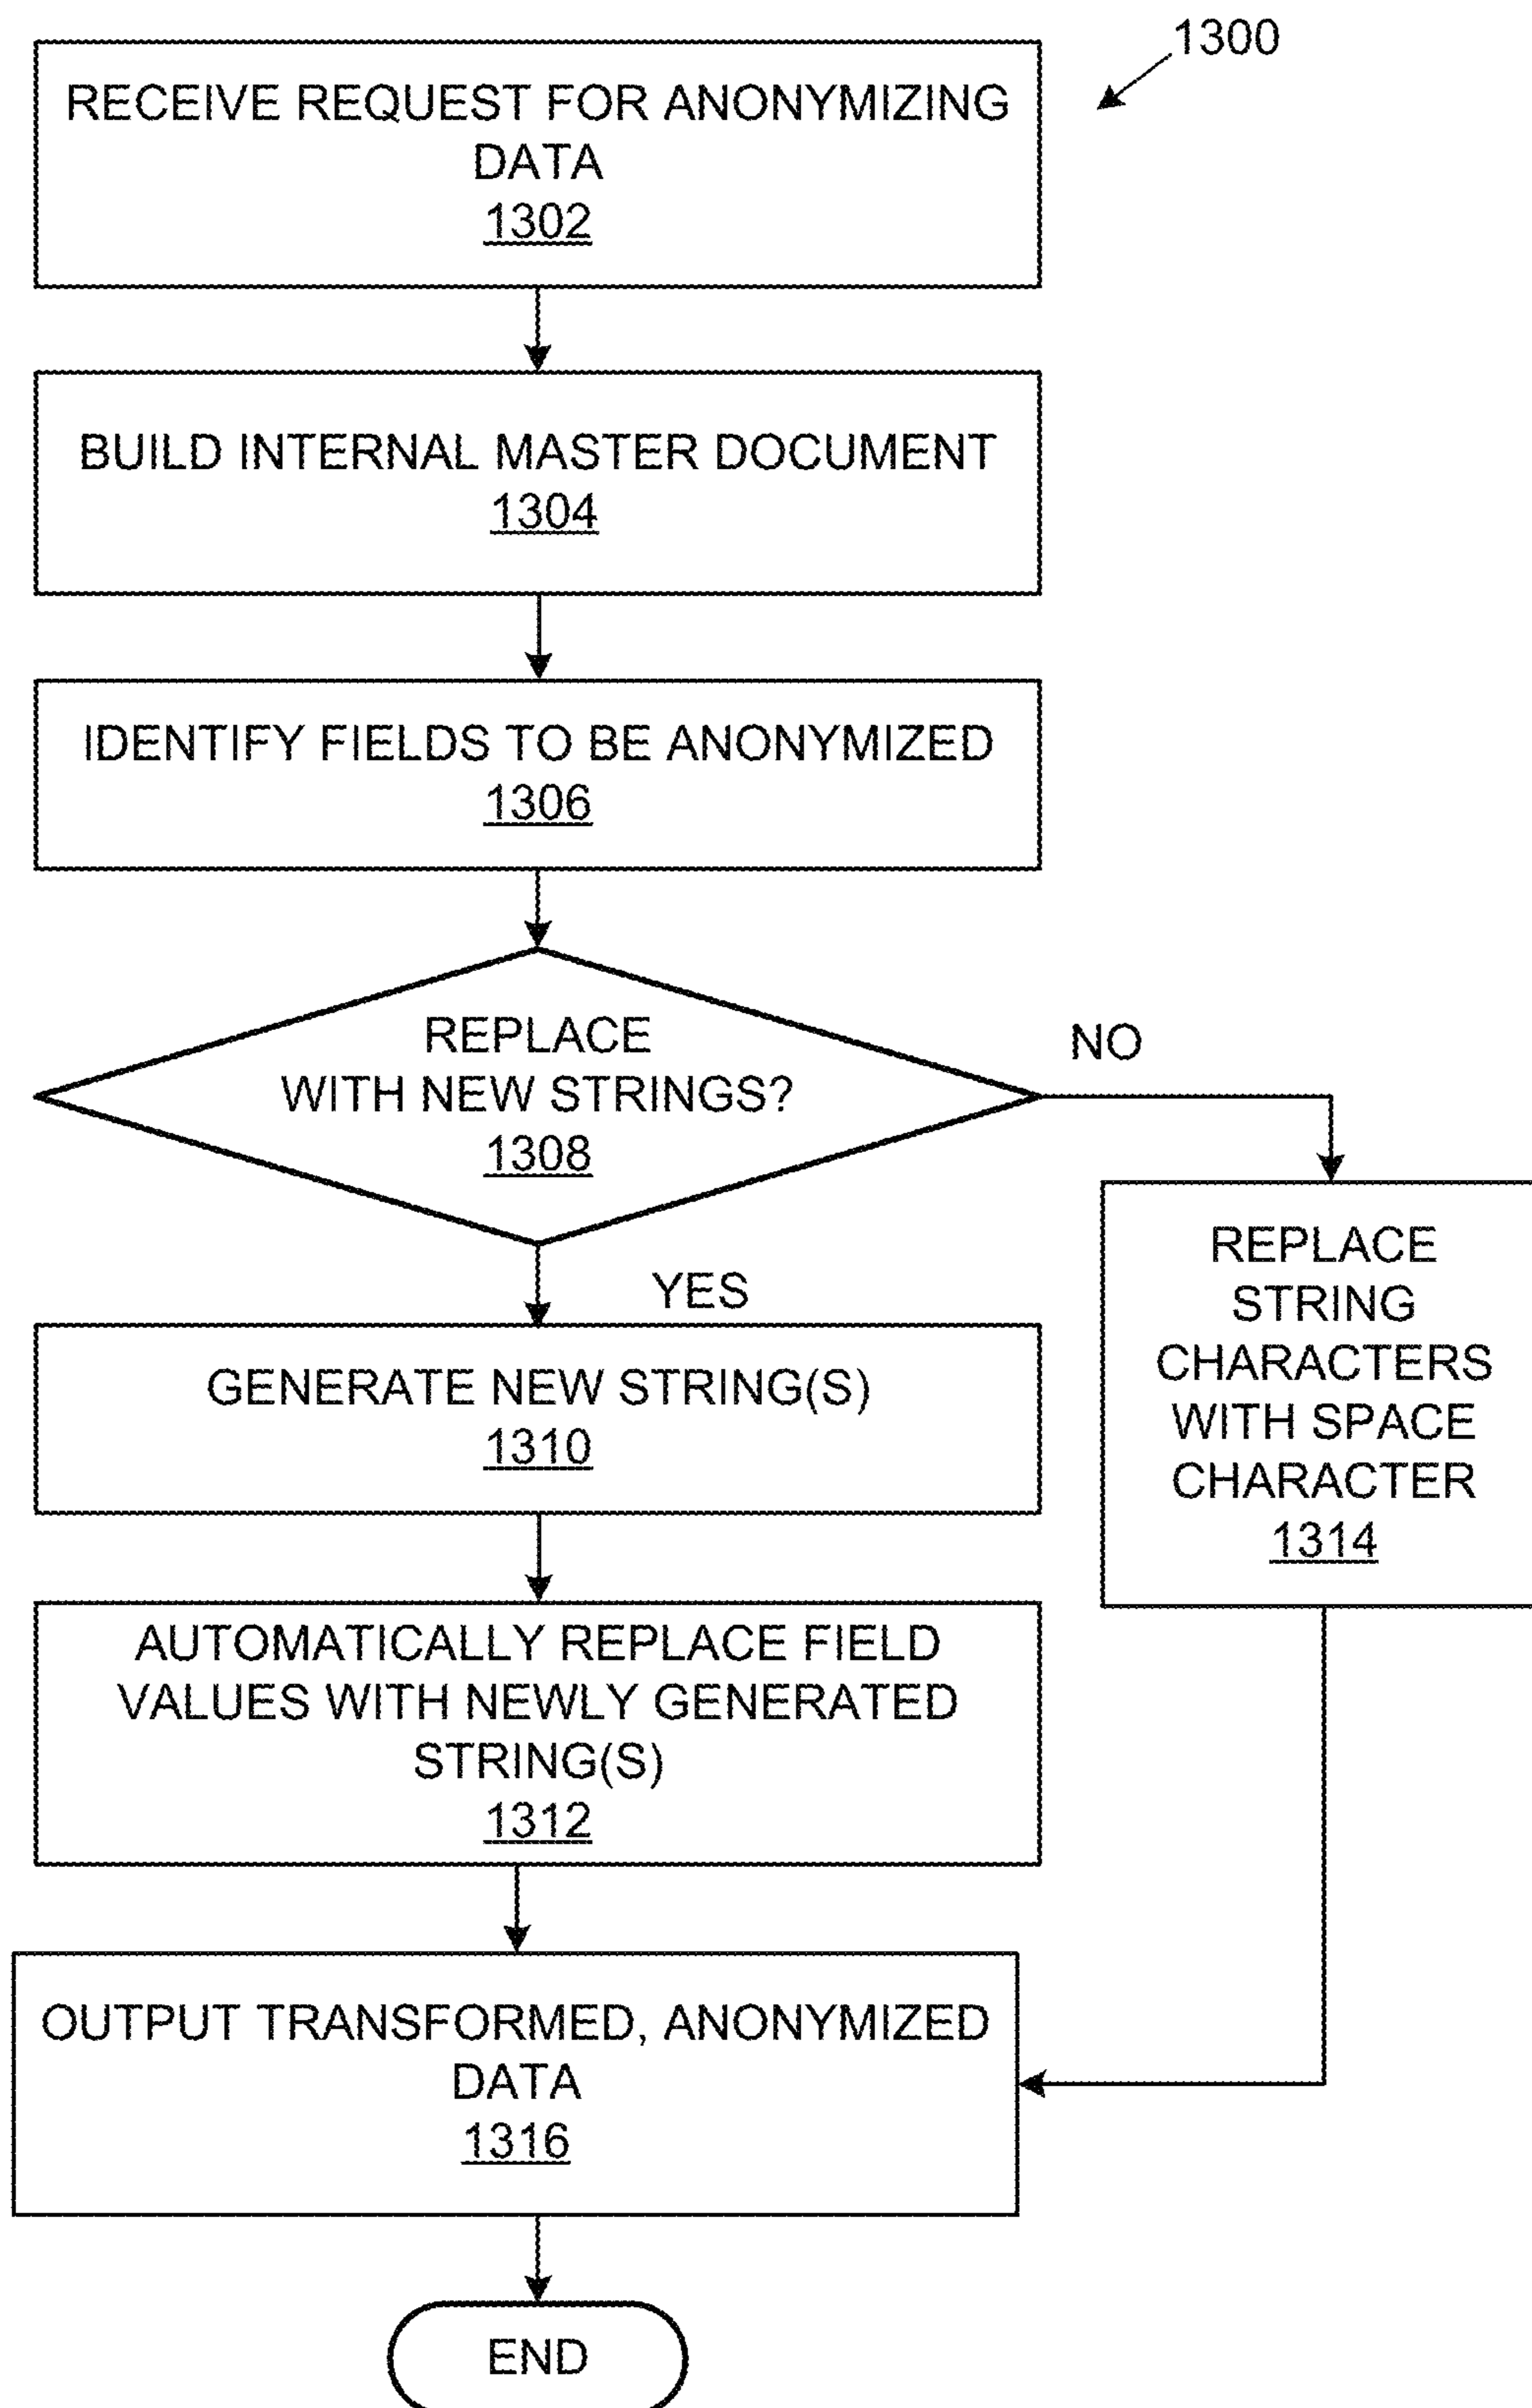 1300
RECEIVE REQUEST FOR ANONYMIZING
DATA
1302
BUILD INTERNAL MASTER DOCUMENT
1304
IDENTIFY FIELDS TO BE ANONYMIZED
1306
REPLACE
WITH NEW STRINGS?
1308
NO
YES
REPLACE
STRING
CHARACTERS
WITH SPACE
CHARACTER
1314
GENERATE NEW STRING(S)
1310
AUTOMATICALLY REPLACE FIELD
VALUES WITH NEWLY GENERATED
STRING(S)
1312
OUTPUT TRANSFORMED, ANONYMIZED
DATA
1316
END